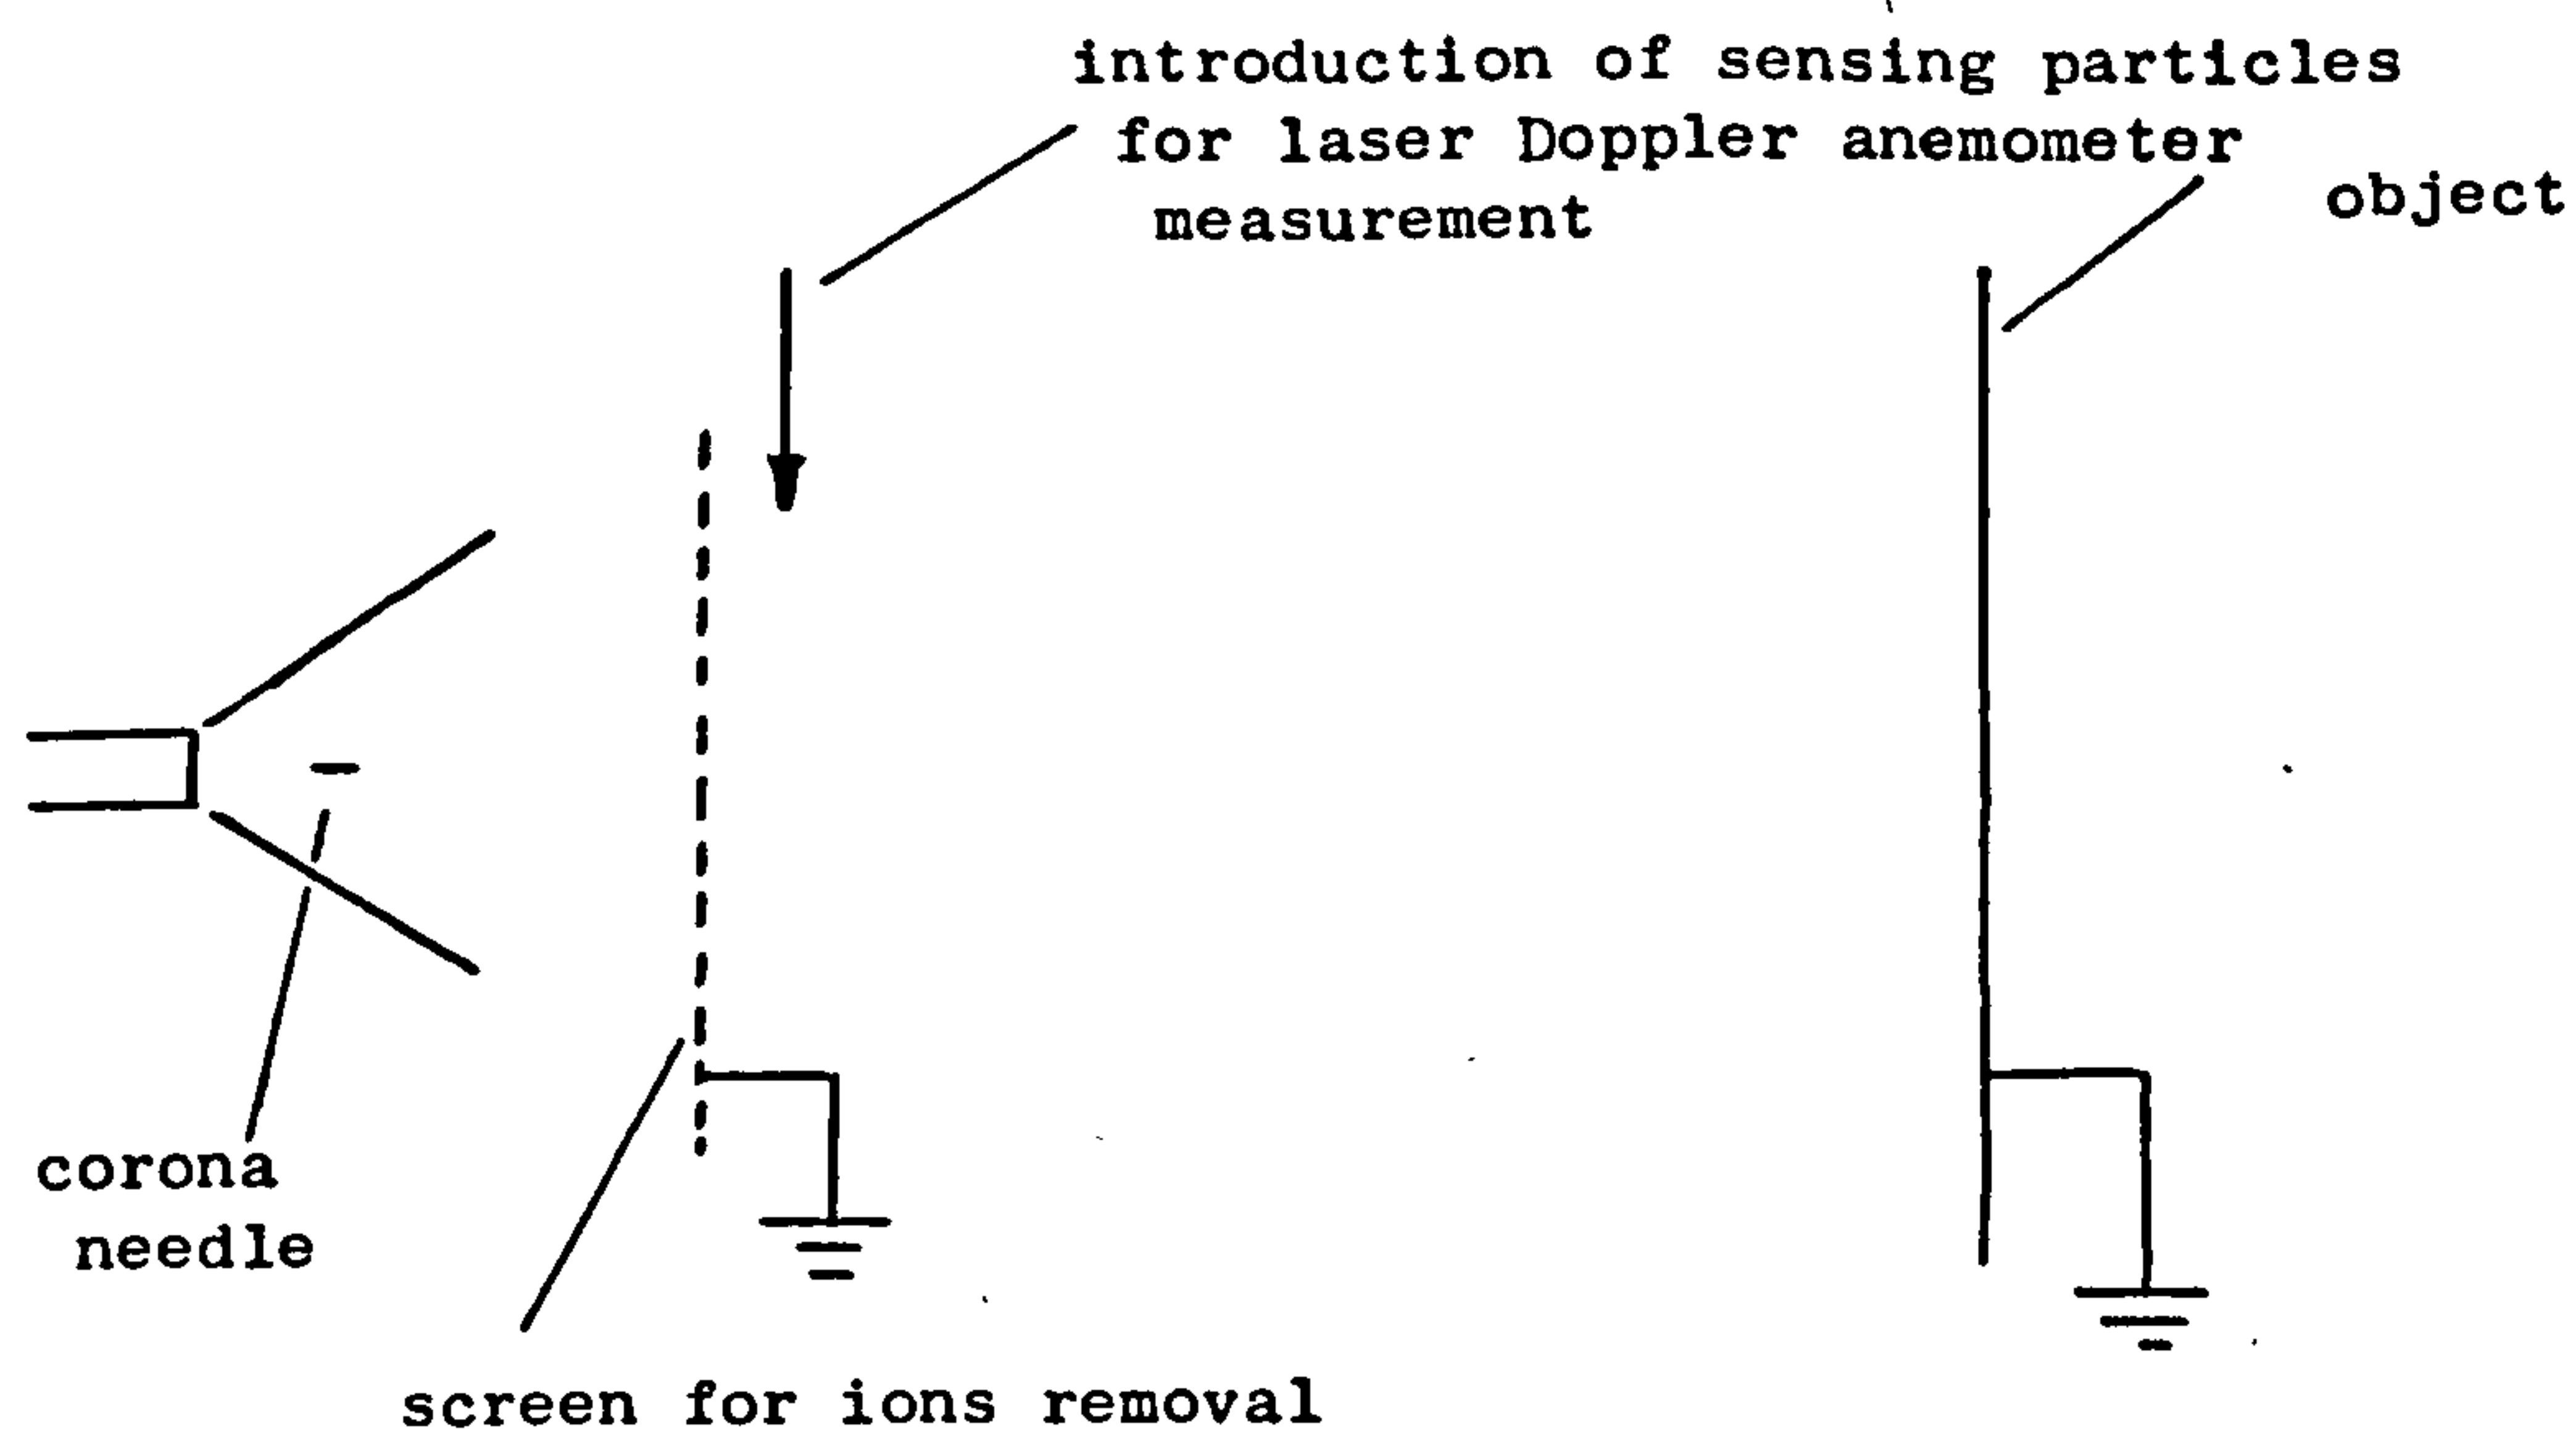 introduction of sensing particles
for laser Doppler anemometer
measurement
object
corona
needle
screen for ions removal